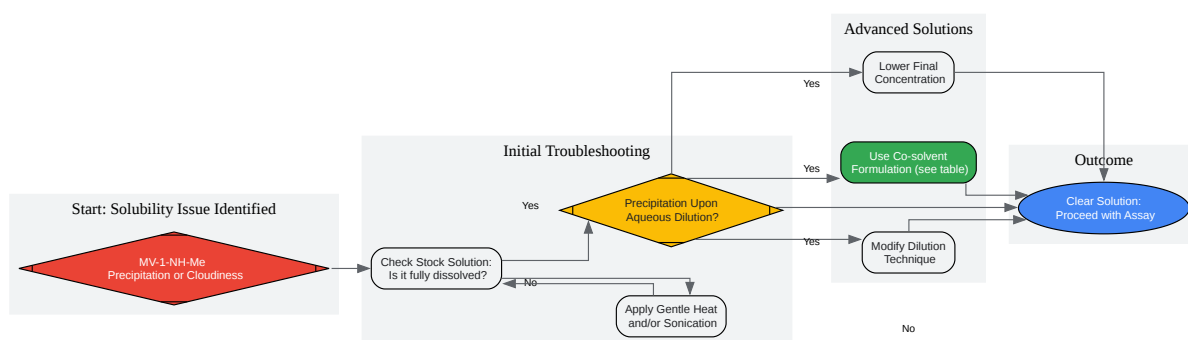 Start: Solubility Issue Identified
MV-1-NH-Me
Precipitation or Cloudiness
Initial Troubleshooting
Check Stock Solution:
Is it fully dissolved?
Yes
No
Apply Gentle Heat
and/or Sonication
Precipitation Upon
Aqueous Dilution?
Yes
Yes
Yes
No
Advanced Solutions
Lower Final
Concentration
Use Co-solvent
Formulation (see table)
Modify Dilution
Technique
Outcome
Clear Solution:
Proceed with Assay